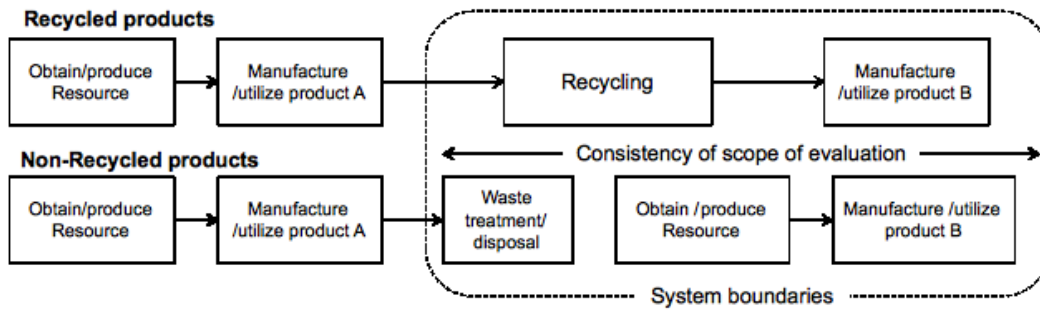 Recycled products
Obtain/produce
Resource
Manufacture
/utilize product A
Recycling
Manufacture
/utilize product B
Non-Recycled products
Consistency of scope of evaluation
Obtain/produce
Resource
Manufacture
/utilize product A
Waste
treatment/
disposal
Obtain /produce
Resource
Manufacture /utilize
product B
System boundaries